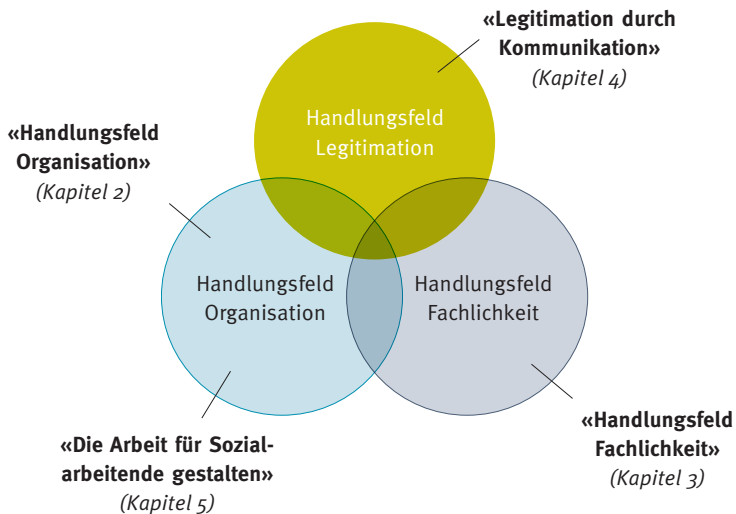 «Legitimation durch
Kommunikation»
(Kapitel 4)
Handlungsfeld
Legitimation
«Handlungsfeld
Organisation»
(Kapitel 2)
Handlungsfeld
Organisation
Handlungsfeld
Fachlichkeit
«Die Arbeit für Sozial-
arbeitende gestalten»
(Kapitel 5)
«Handlungsfeld
Fachlichkeit»
(Kapitel 3)